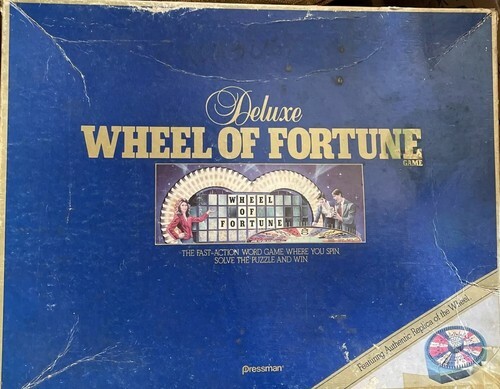 Deluxe
WHEEL OF FORTUNE
GAME
WHEEL
OF
FORTUNE
THE FAST-ACTION WORD GAME WHERE YOU SPIN
SOLVE THE PUZZLE AND WIN
Featuring Authentic Replica of the Wheel
Pressman